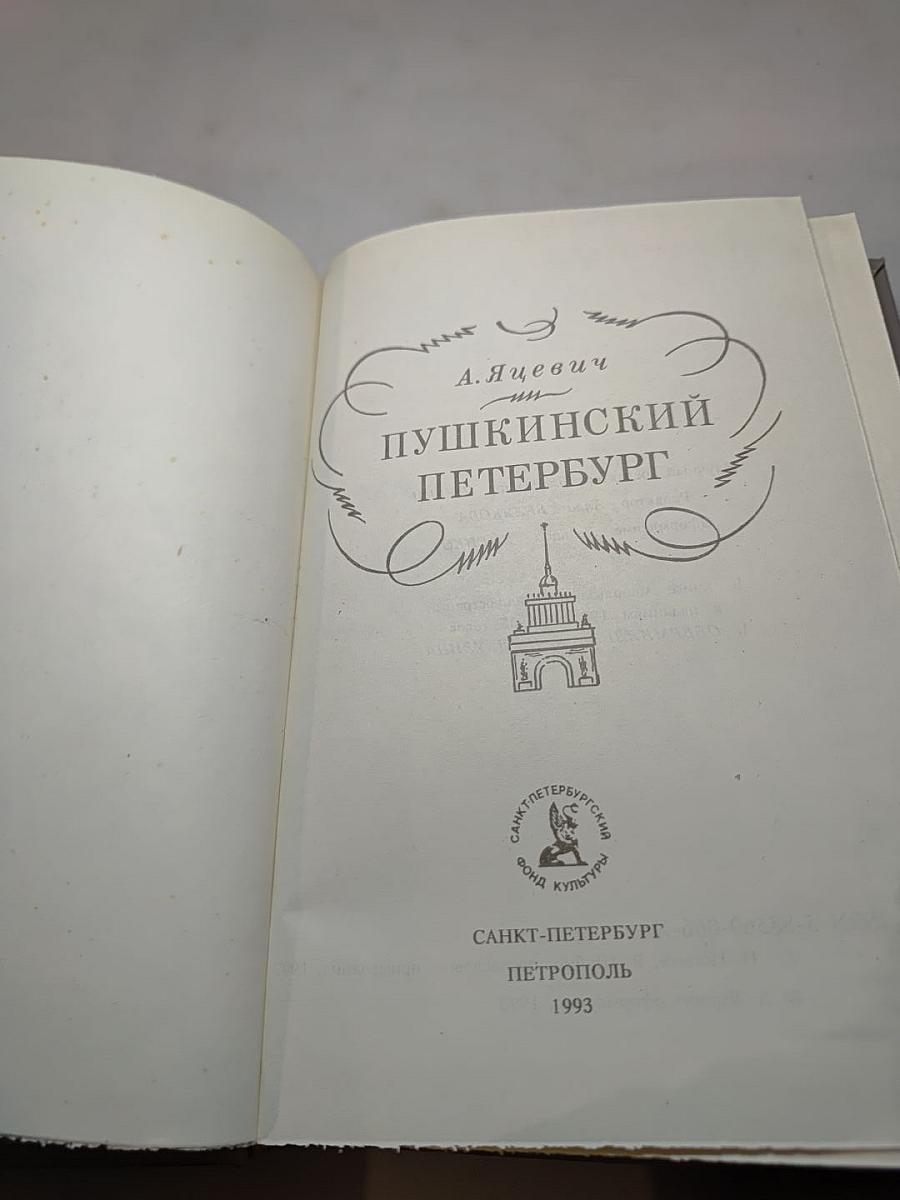 А. Яцевич
ПУШКИНСКИЙ
ПЕТЕРБУРГ
САНКТ-ПЕТЕРБУРГСКИЙ
ФОНД КУЛЬТУРЫ
САНКТ-ПЕТЕРБУРГ
ПЕТРОПОЛЬ
1993